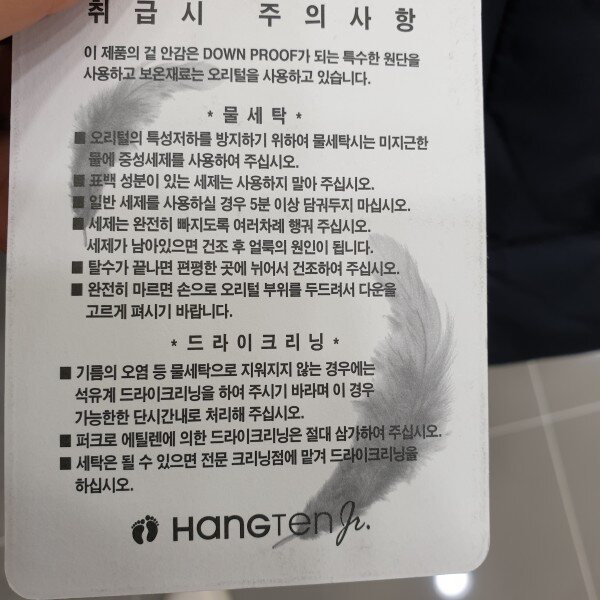 취급시 주의사항
이 제품의 겉 안감은 DOWN PROOF가 되는 특수한 원단을
사용하고 보온재료는 오리털을 사용하고 있습니다.
* 물세탁 *
■ 오리털의 특성저하를 방지하기 위하여 물세탁시는 미지근한
물에 중성세제를 사용하여 주십시오.
■ 표백 성분이 있는 세제는 사용하지 말아 주십시오.
■ 일반 세제를 사용하실 경우 5분 이상 담궈두지 마십시오.
■ 세제는 완전히 빠지도록 여러차례 행궈 주십시오.
세제가 남아있으면 건조 후 얼룩의 원인이 됩니다.
■ 탈수가 끝나면 편평한 곳에 뉘어서 건조하여 주십시오.
■ 완전히 마르면 손으로 오리털 부위를 두드려서 다운을
고르게 펴시기 바랍니다.
* 드라이크리닝 *
■ 기름의 오염 등 물세탁으로 지워지지 않는 경우에는
석유계 드라이크리닝을 하여 주시기 바라며 이 경우
가능한한 단시간내로 처리해 주십시오.
■ 퍼크로 에틸렌에 의한 드라이크리닝은 절대 삼가하여 주십시오.
■ 세탁은 될 수 있으면 전문 크리닝점에 맡겨 드라이크리닝을
하십시오.
HANGTEN Jr.